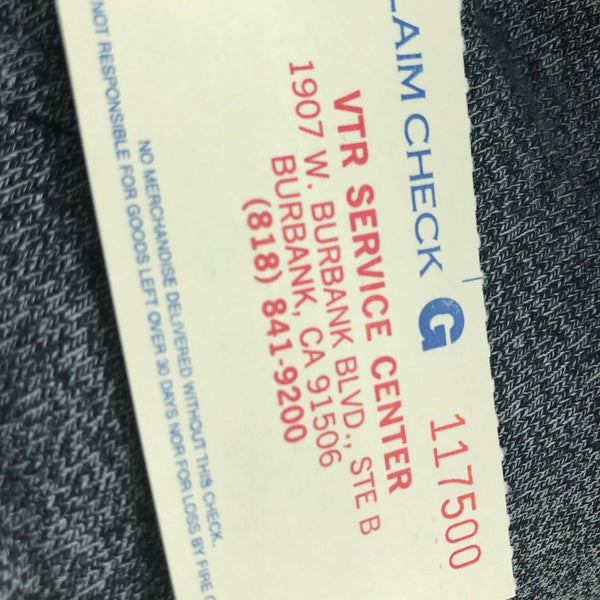 LAIM CHECK G 117500
VTR SERVICE CENTER
1907 W. BURBANK BLVD., STE B
BURBANK, CA 91506
(818) 841-9200
NO MERCHANDISE DELIVERED WITHOUT THIS CHECK.
NOT RESPONSIBLE FOR GOODS LEFT OVER 30 DAYS NOR FOR LOSS BY FIRE